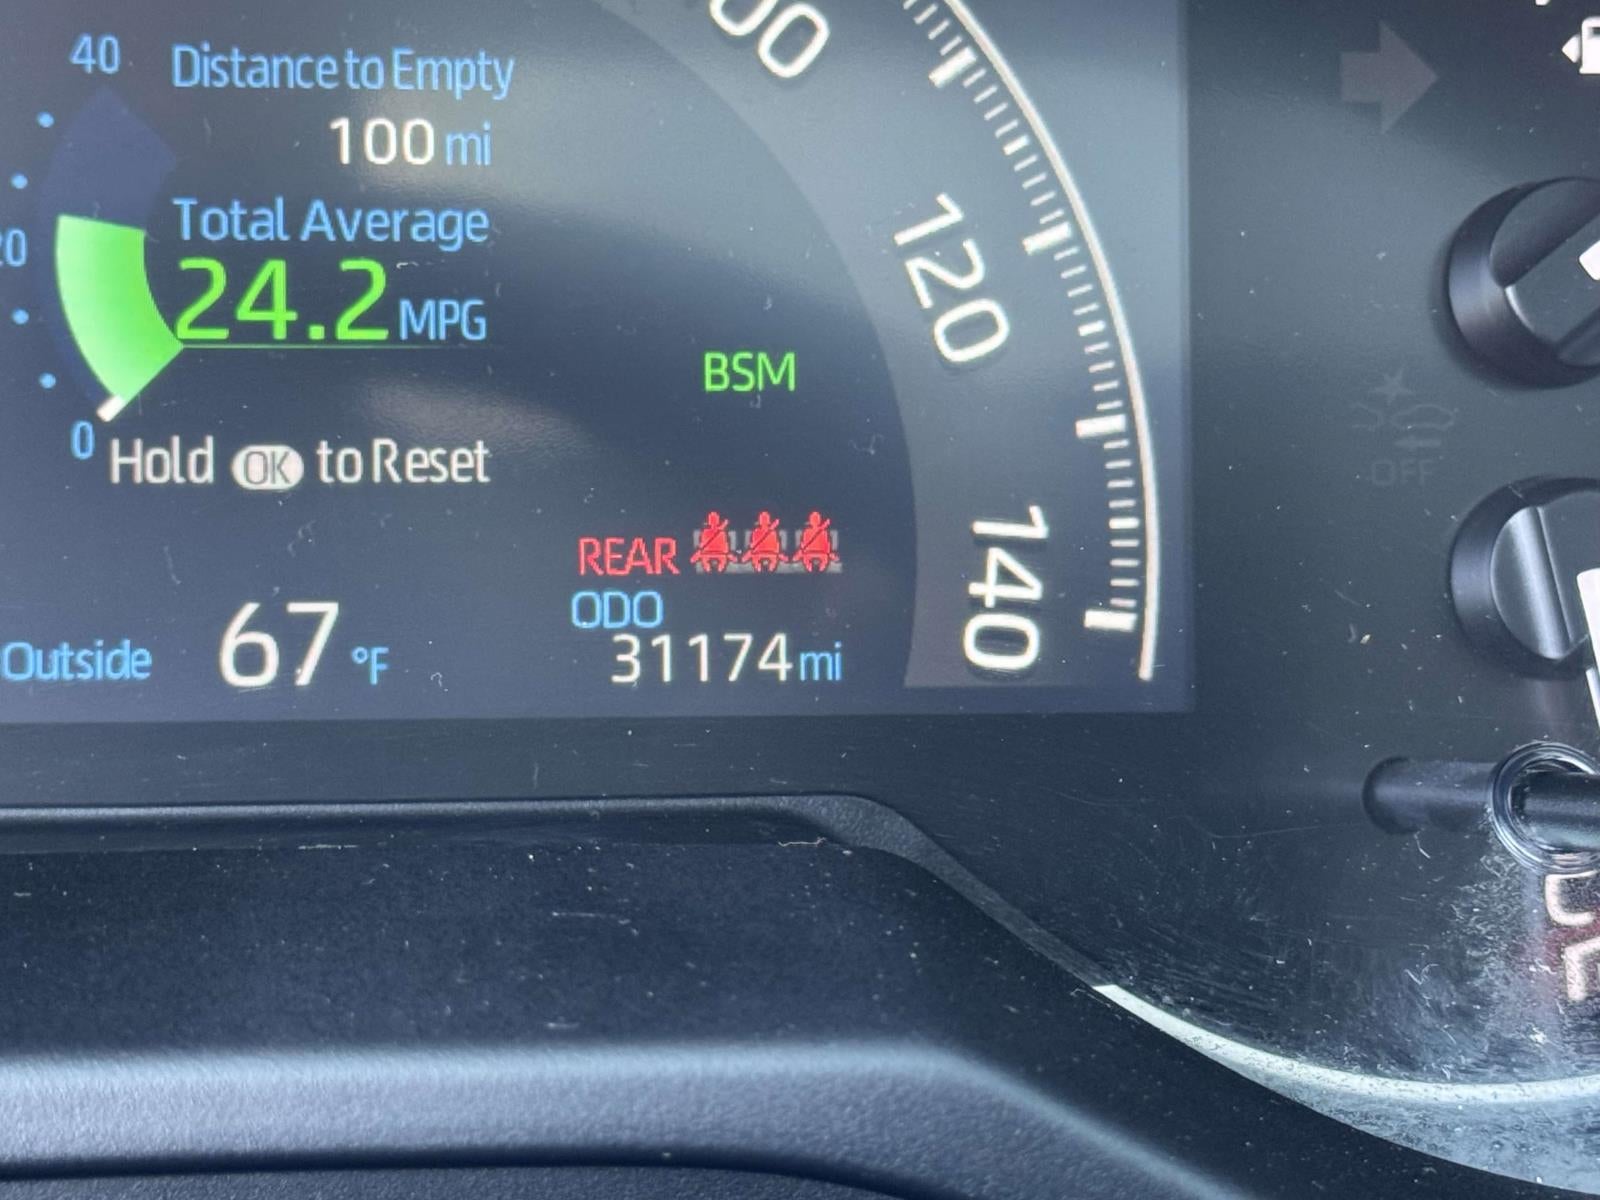 40
Distance to Empty
100 mi
Total Average
24.2 MPG
0
Hold OK to Reset
Outside 67 °F
BSM
REAR
ODO
31174 mi
120
140
OFF